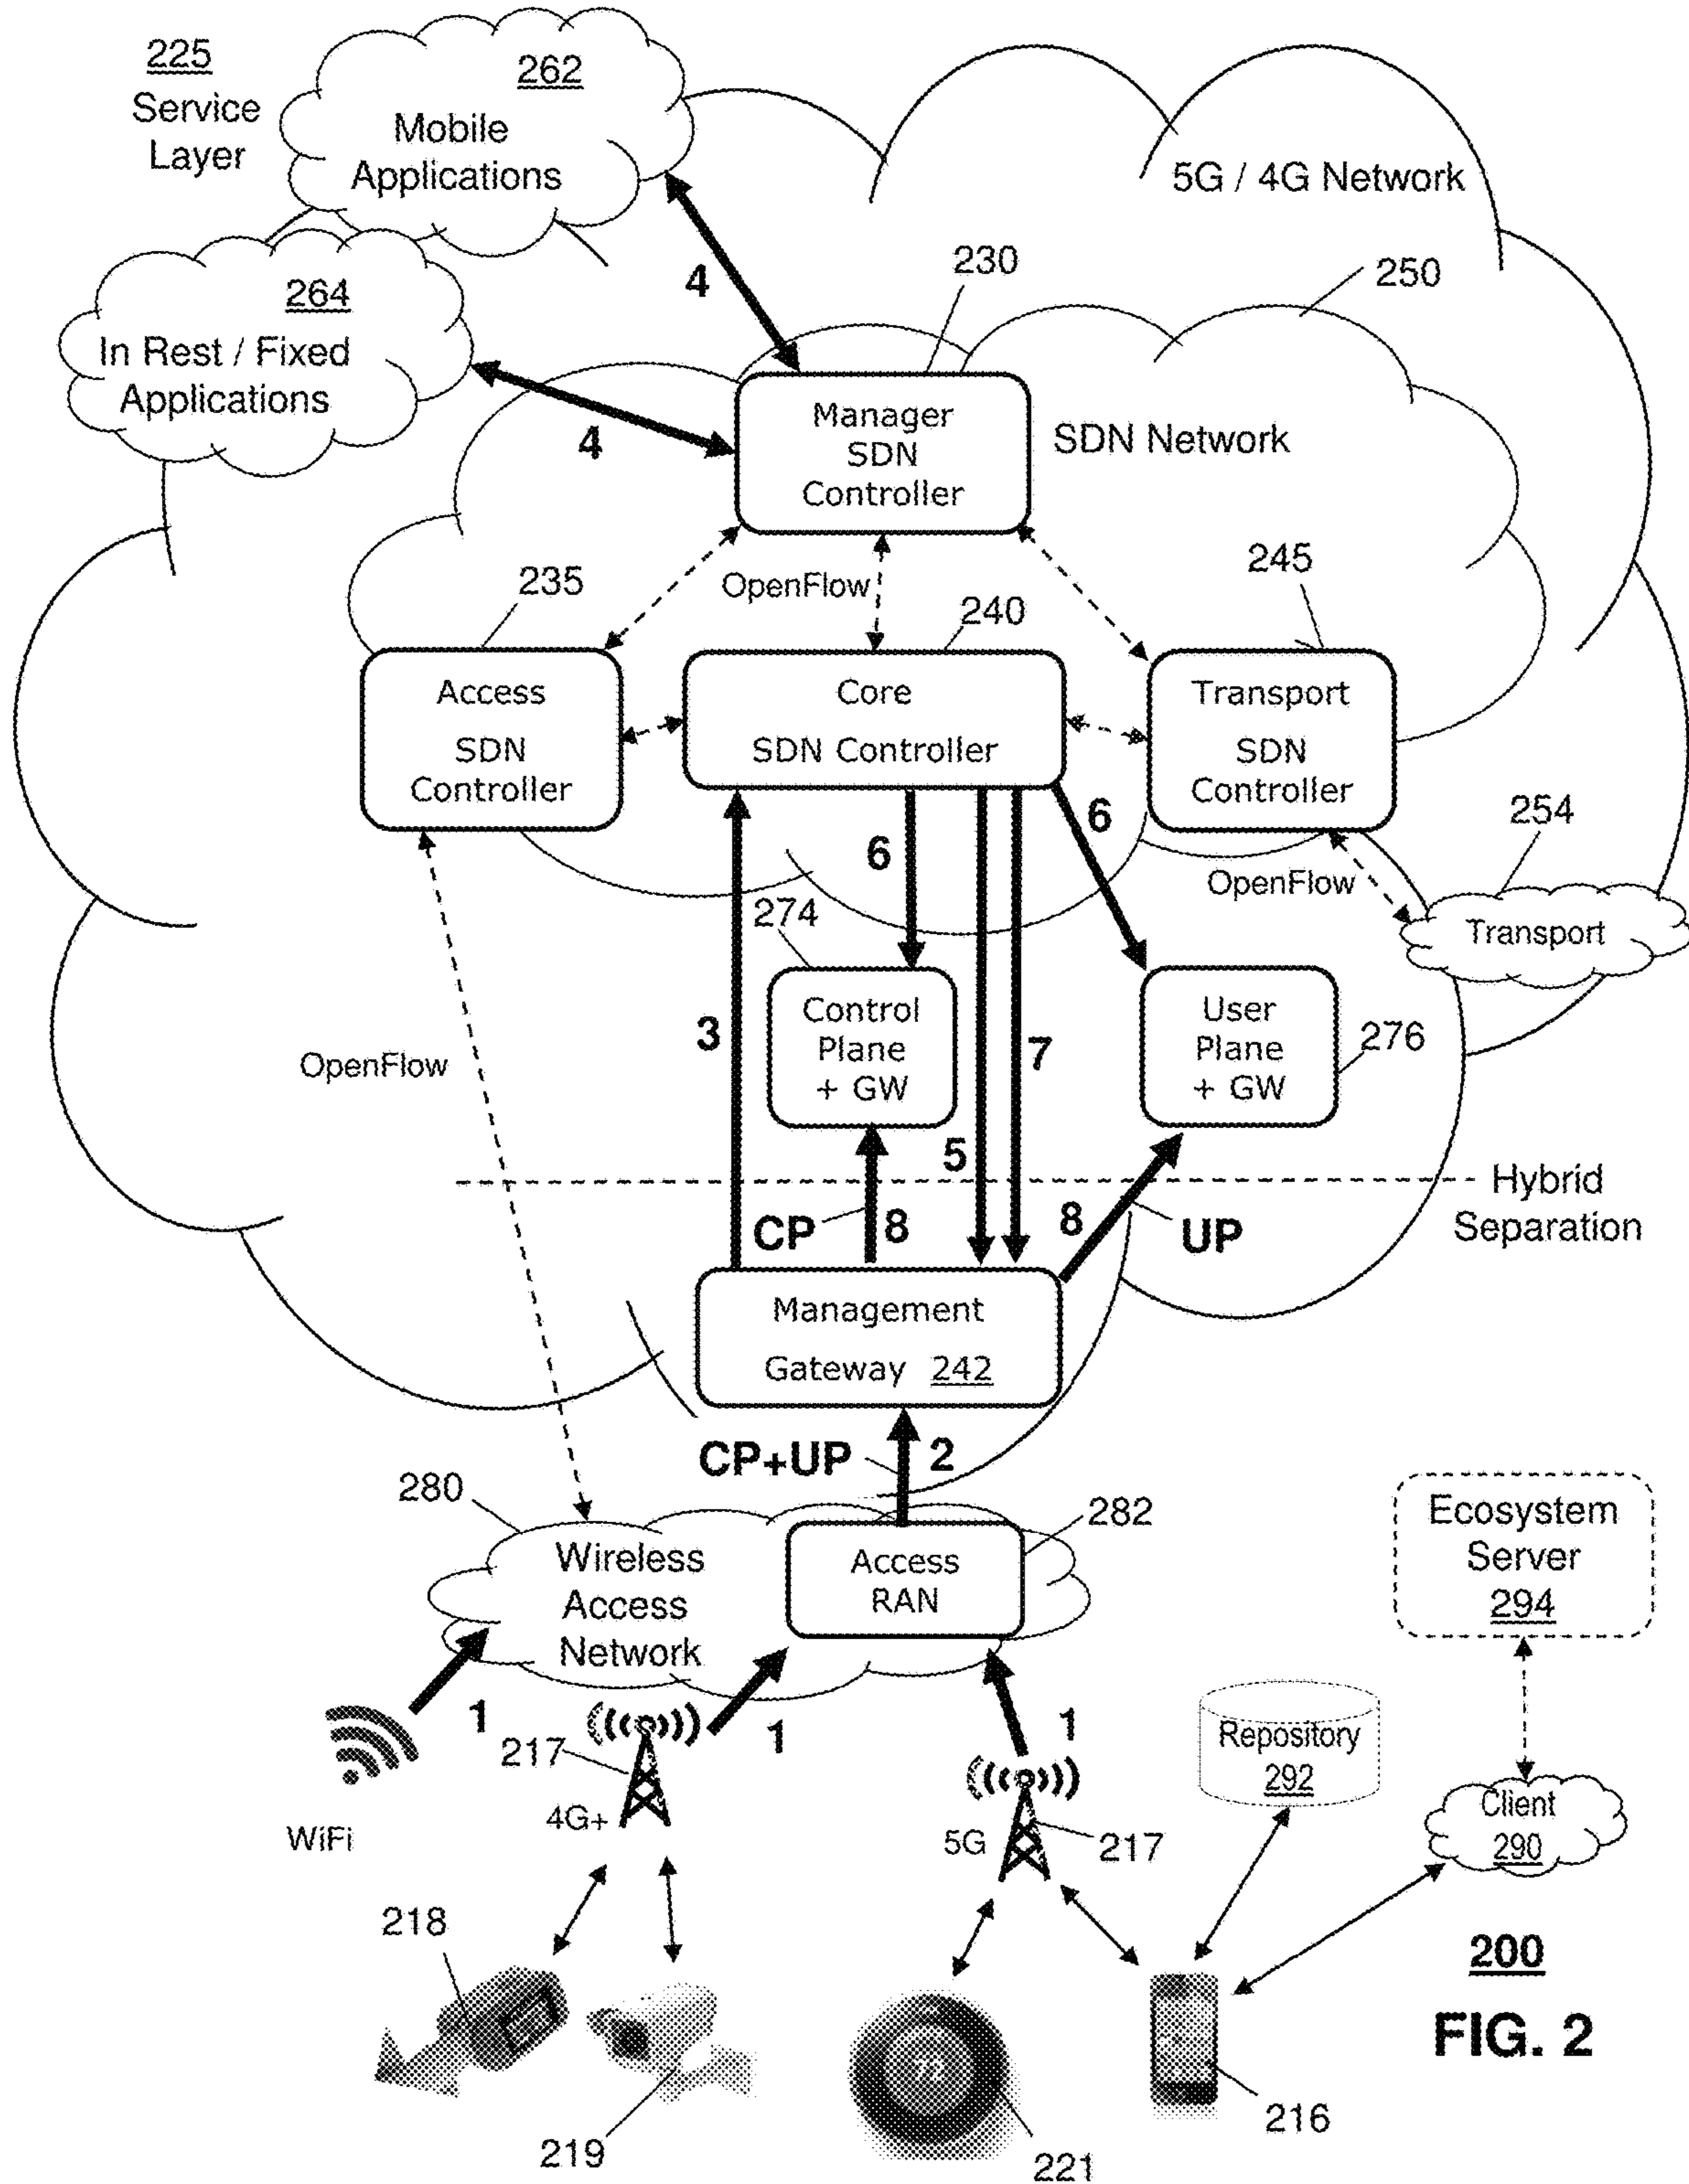 225
Service
Layer
262
Mobile
Applications
5G / 4G Network
264
In Rest / Fixed
Applications
4
4
230
250
Manager
SDN
Controller
SDN Network
235
OpenFlow
240
245
Access
SDN
Controller
Core
SDN Controller
Transport
SDN
Controller
6
6
254
OpenFlow
Transport
274
Control
Plane
+ GW
User
Plane
+ GW
276
3
7
5
OpenFlow
Hybrid
Separation
CP
8
8
UP
Management
Gateway 242
CP+UP
2
280
282
Wireless
Access
Network
Access
RAN
Ecosystem
Server
294
1
1
1
217
4G+
WiFi
5G
217
Repository
292
Client
290
218
219
72
221
216
200
FIG. 2